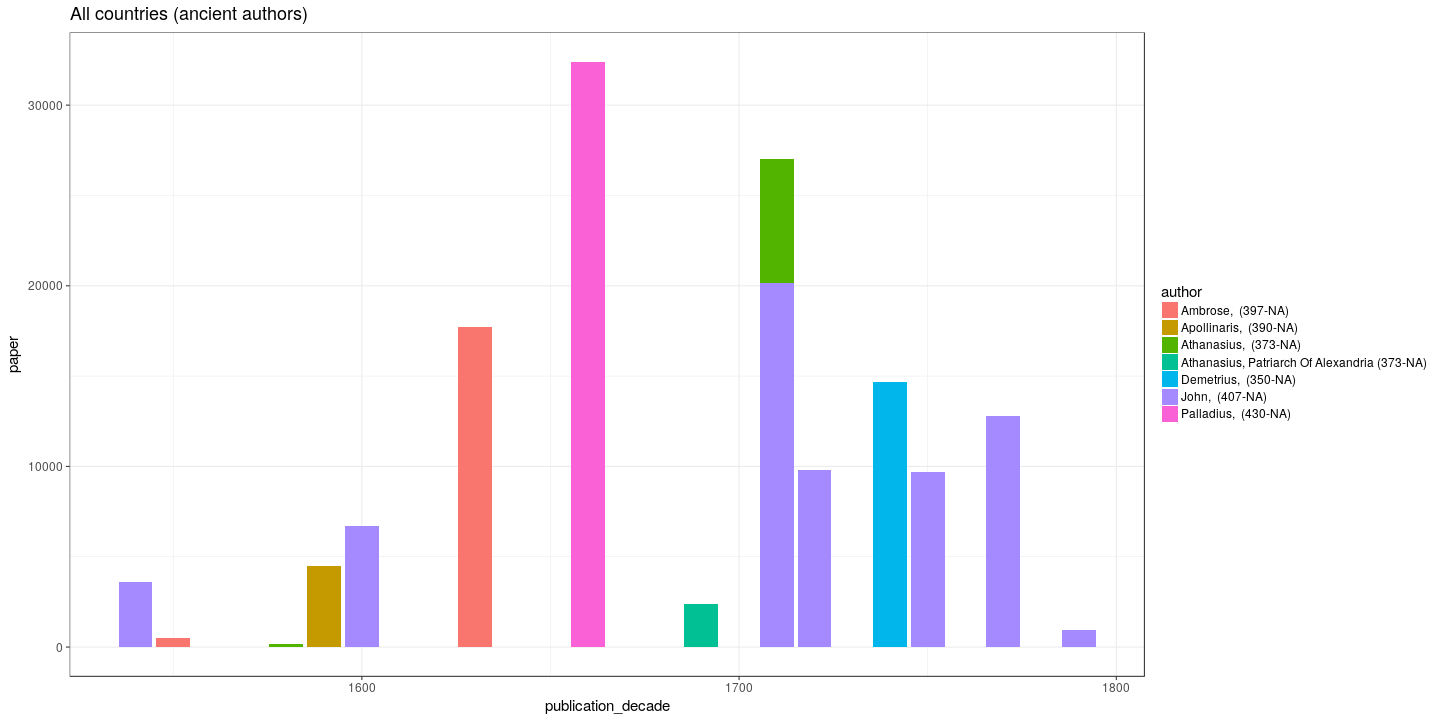 All countries (ancient authors)
30000
20000
10000
0
paper
1600
1700
1800
publication_decade
author
Ambrose,  (397-NA)
Apollinaris,  (390-NA)
Athanasius,  (373-NA)
Athanasius, Patriarch Of Alexandria (373-NA)
Demetrius,  (350-NA)
John,  (407-NA)
Palladius,  (430-NA)